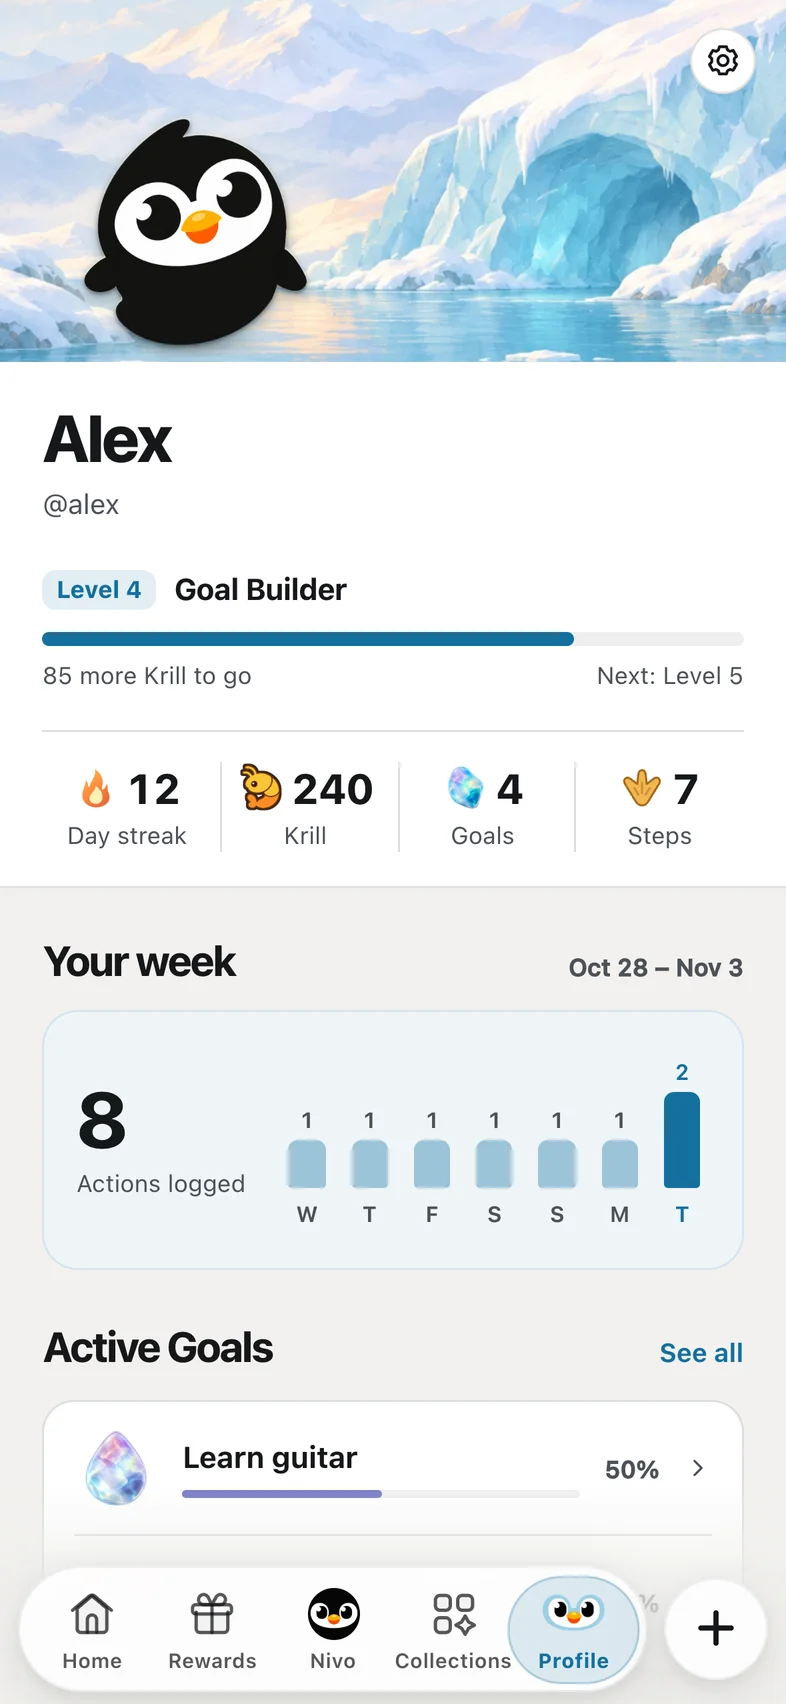 Alex
@alex
Level 4 Goal Builder
85 more Krill to go Next: Level 5
12 240 4 7
Day streak Krill Goals Steps
Your week Oct 28 – Nov 3
2
1 1 1 1 1 1
8
Actions logged
W T F S S M T
Active Goals See all
Learn guitar
50%
%
Home Rewards Nivo Collections Profile